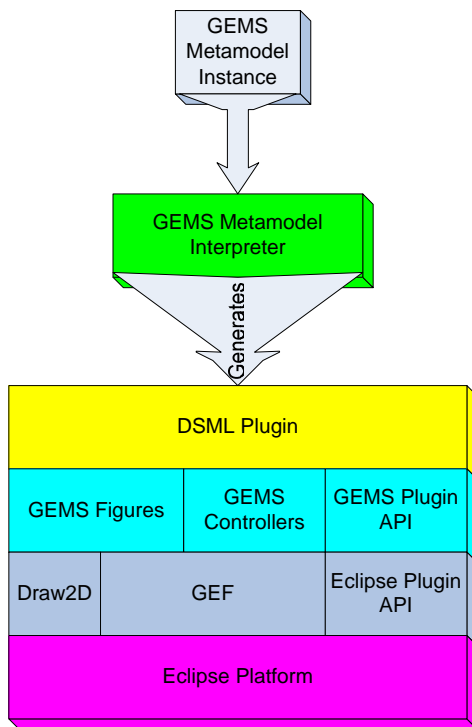 GEMS
Metamodel
Instance
GEMS Metamodel
Interpreter
Generates
DSML Plugin
GEMS Figures
GEMS
Controllers
GEMS Plugin
API
Draw2D
GEF
Eclipse Plugin
API
Eclipse Platform